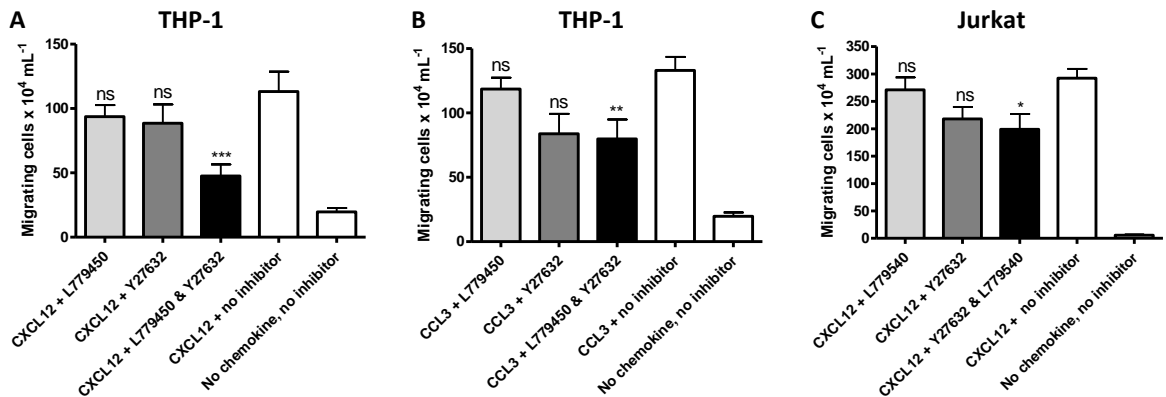 A
THP-1
Migrating cells x 10⁴ mL⁻¹
150
100
50
0
ns
ns
***
CXCL12 + L779450
CXCL12 + Y27632
CXCL12 + L779450 & Y27632
CXCL12 + no inhibitor
No chemokine, no inhibitor
B
THP-1
Migrating cells x 10⁴ mL⁻¹
150
100
50
0
ns
ns
**
CCL3 + L779450
CCL3 + Y27632
CCL3 + L779450 & Y27632
CCL3 + no inhibitor
No chemokine, no inhibitor
C
Jurkat
Migrating cells x 10⁴ mL⁻¹
350
300
250
200
150
100
50
0
ns
ns
*
CXCL12 + L779540
CXCL12 + Y27632
CXCL12 + Y27632 & L779540
CXCL12 + no inhibitor
No chemokine, no inhibitor